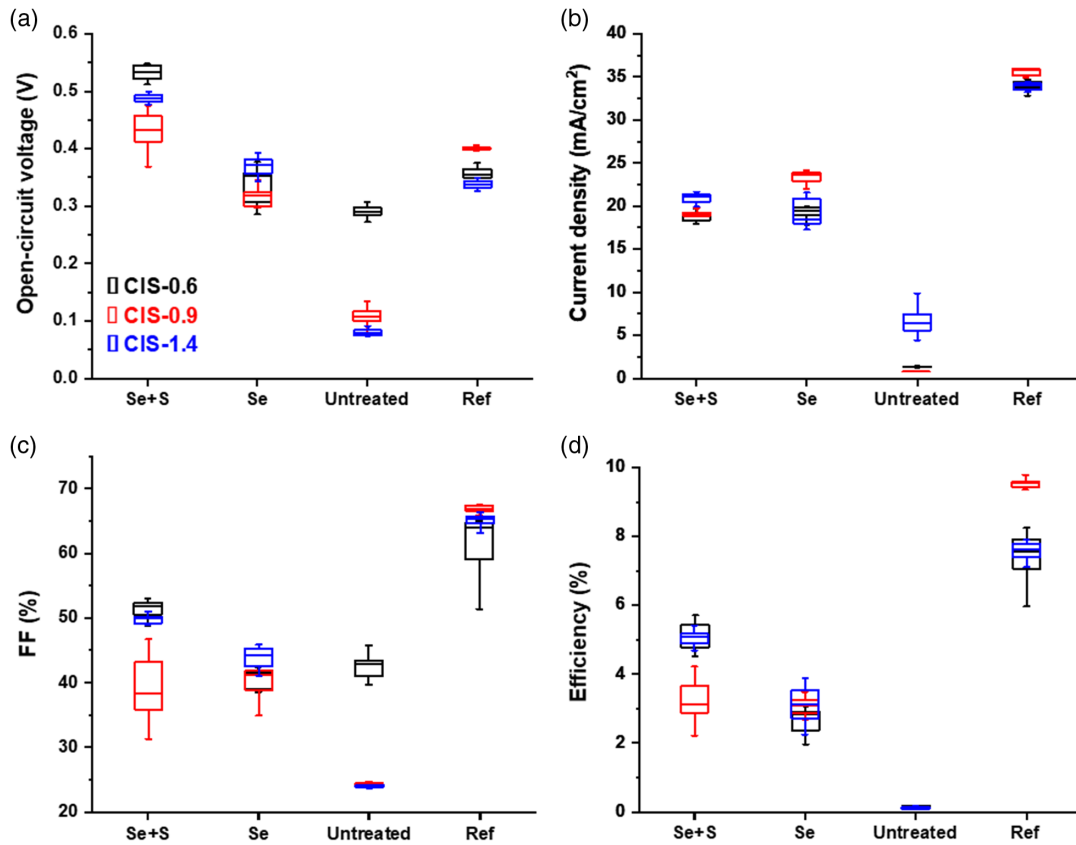 (a)
Open-circuit voltage (V)
0.6
0.5
0.4
0.3
0.2
0.1
0.0
CIS-0.6
CIS-0.9
CIS-1.4
Se+S Se Untreated Ref
(b)
Current density (mA/cm²)
40
35
30
25
20
15
10
5
0
Se+S Se Untreated Ref
(c)
FF (%)
70
60
50
40
30
20
Se+S Se Untreated Ref
(d)
Efficiency (%)
10
8
6
4
2
0
Se+S Se Untreated Ref